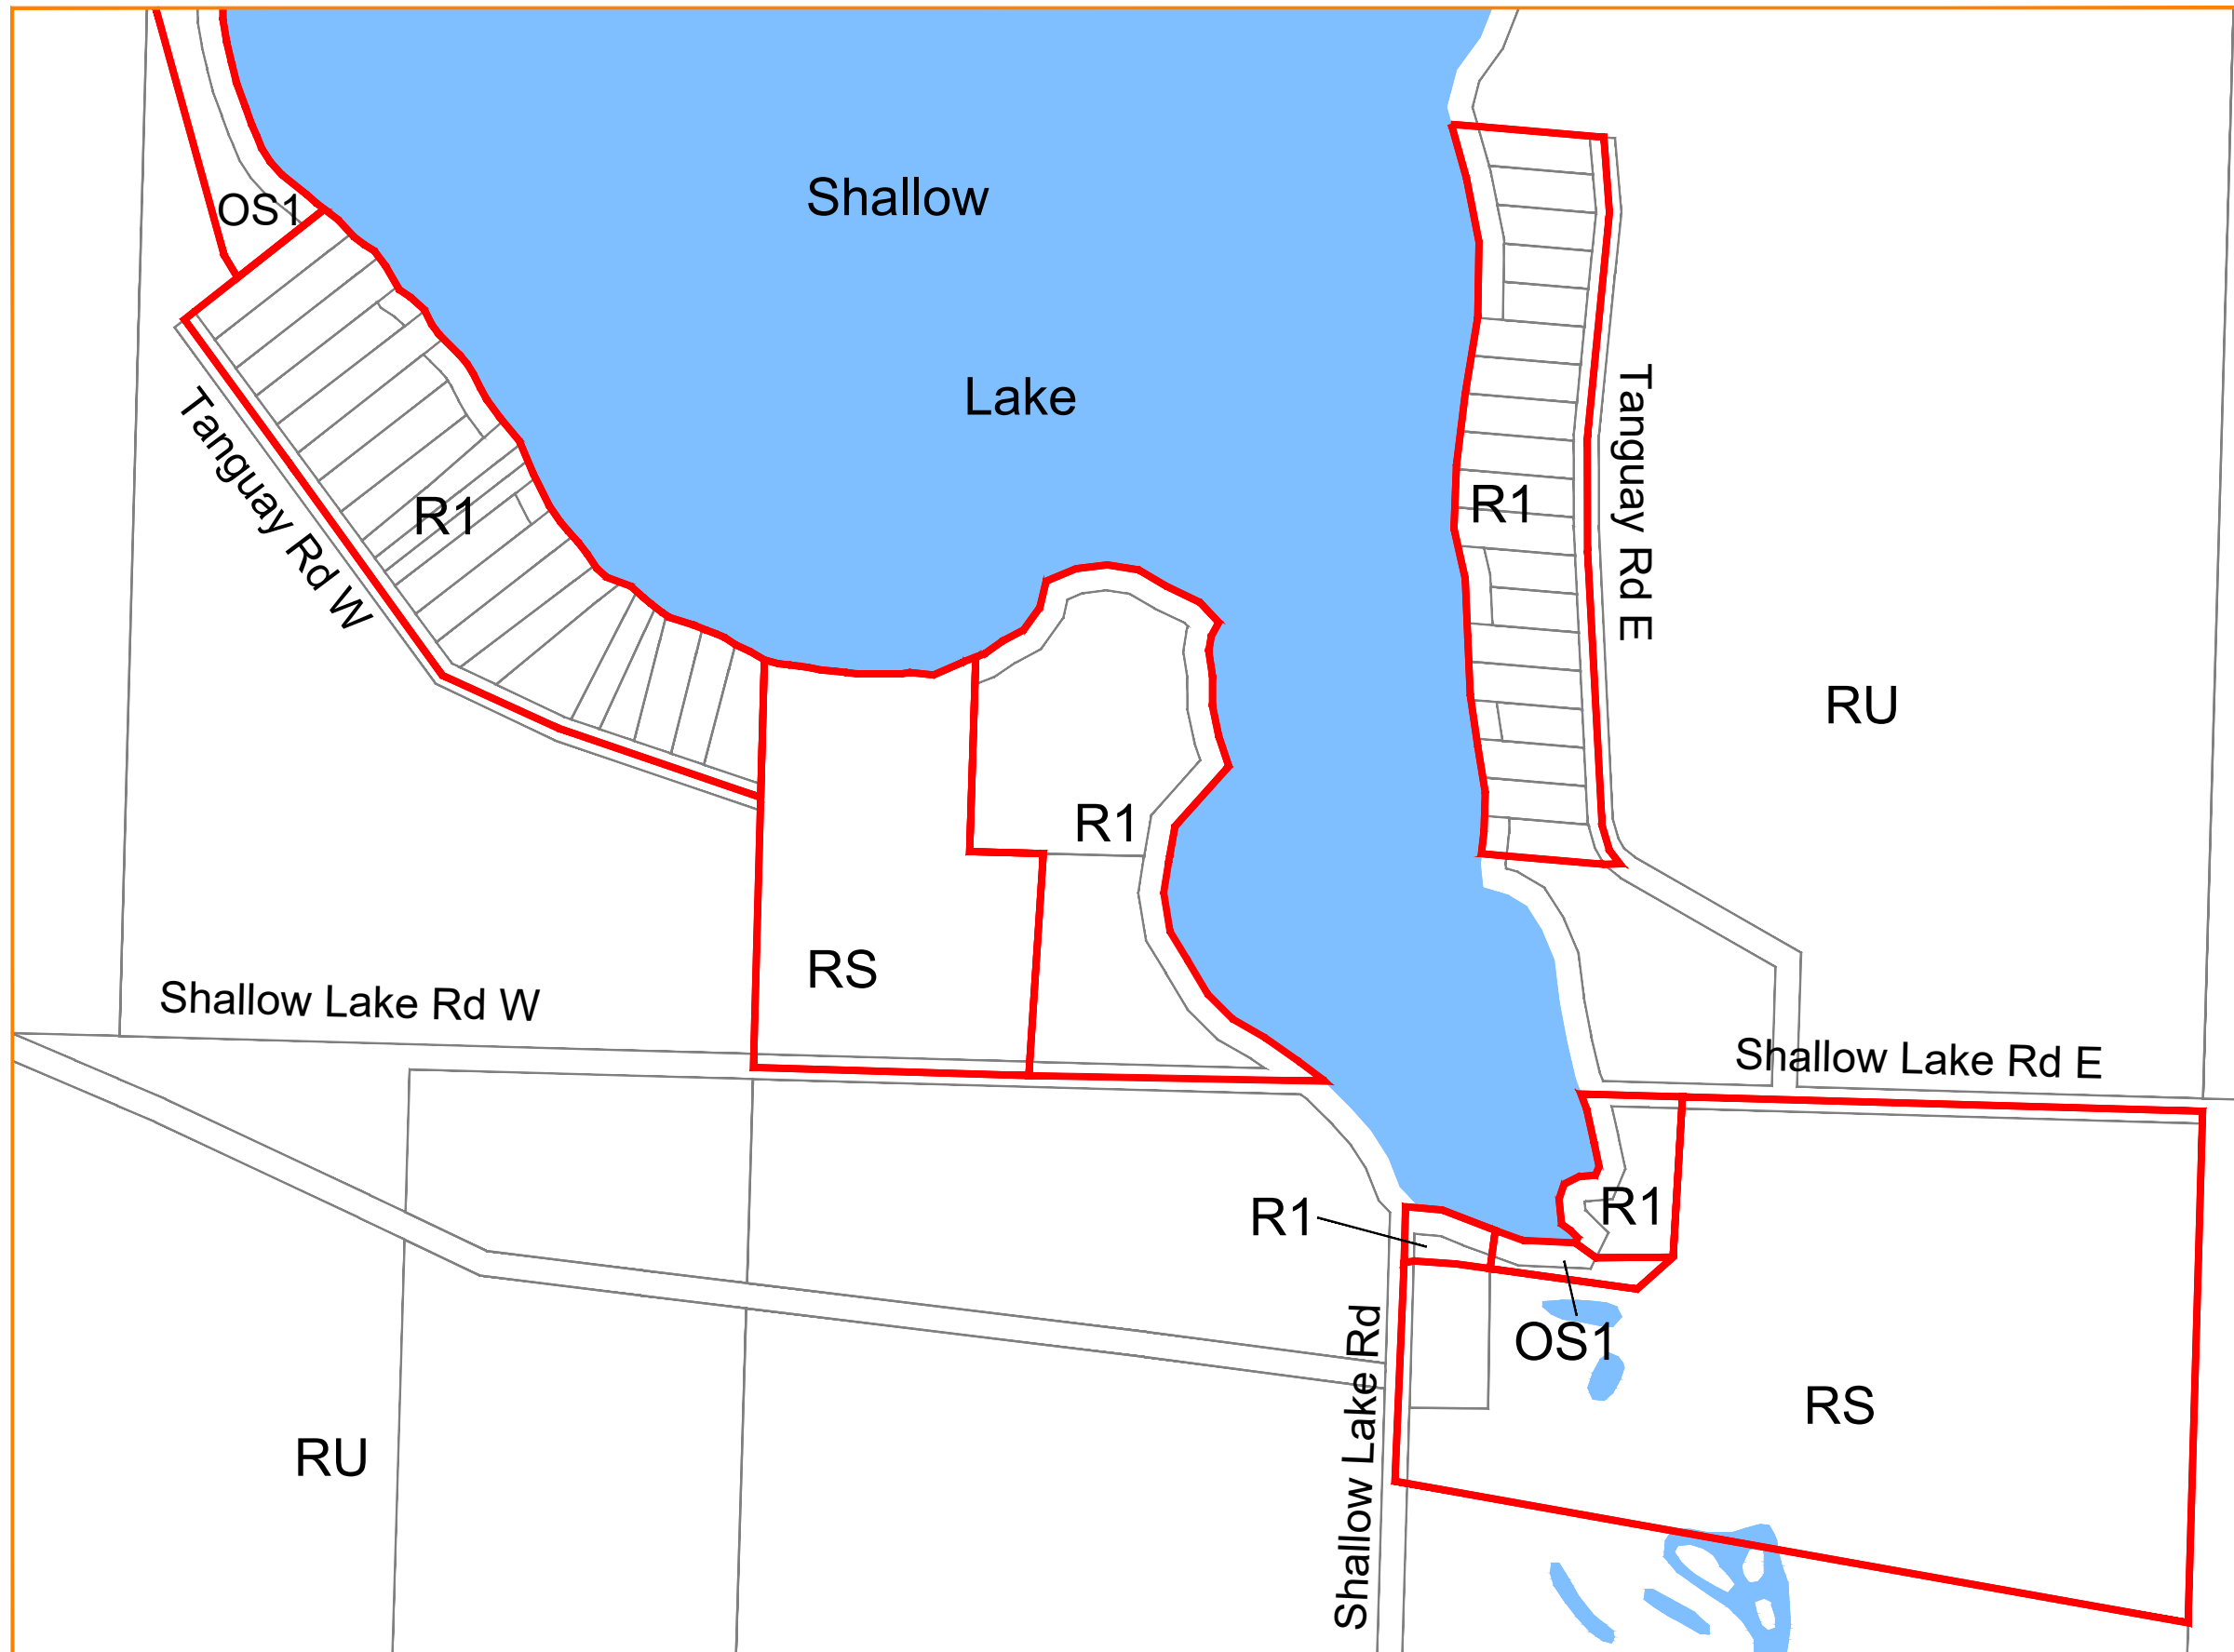 Shallow
OS1
Lake
Tanguay Rd W
R1
R1
Tanguay Rd E
RU
R1
RS
Shallow Lake Rd W
Shallow Lake Rd E
R1
R1
OS1
Shallow Lake Rd
RS
RU